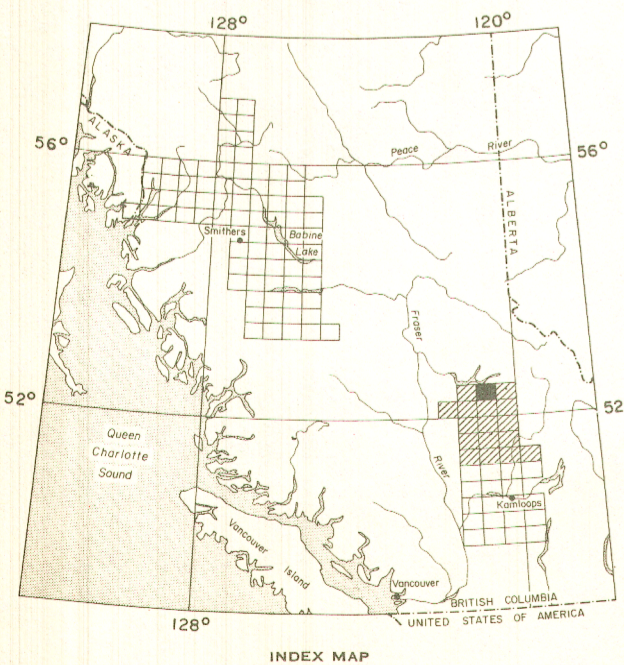 128°
120°
ALASKA
56°
Peace
River
56°
ALBERTA
Smithers
Babine
Lake
Fraser
52°
52
Queen
Charlotte
Sound
River
Kamloops
Vancouver
Island
Vancouver
BRITISH COLUMBIA
UNITED STATES OF AMERICA
128°
INDEX MAP